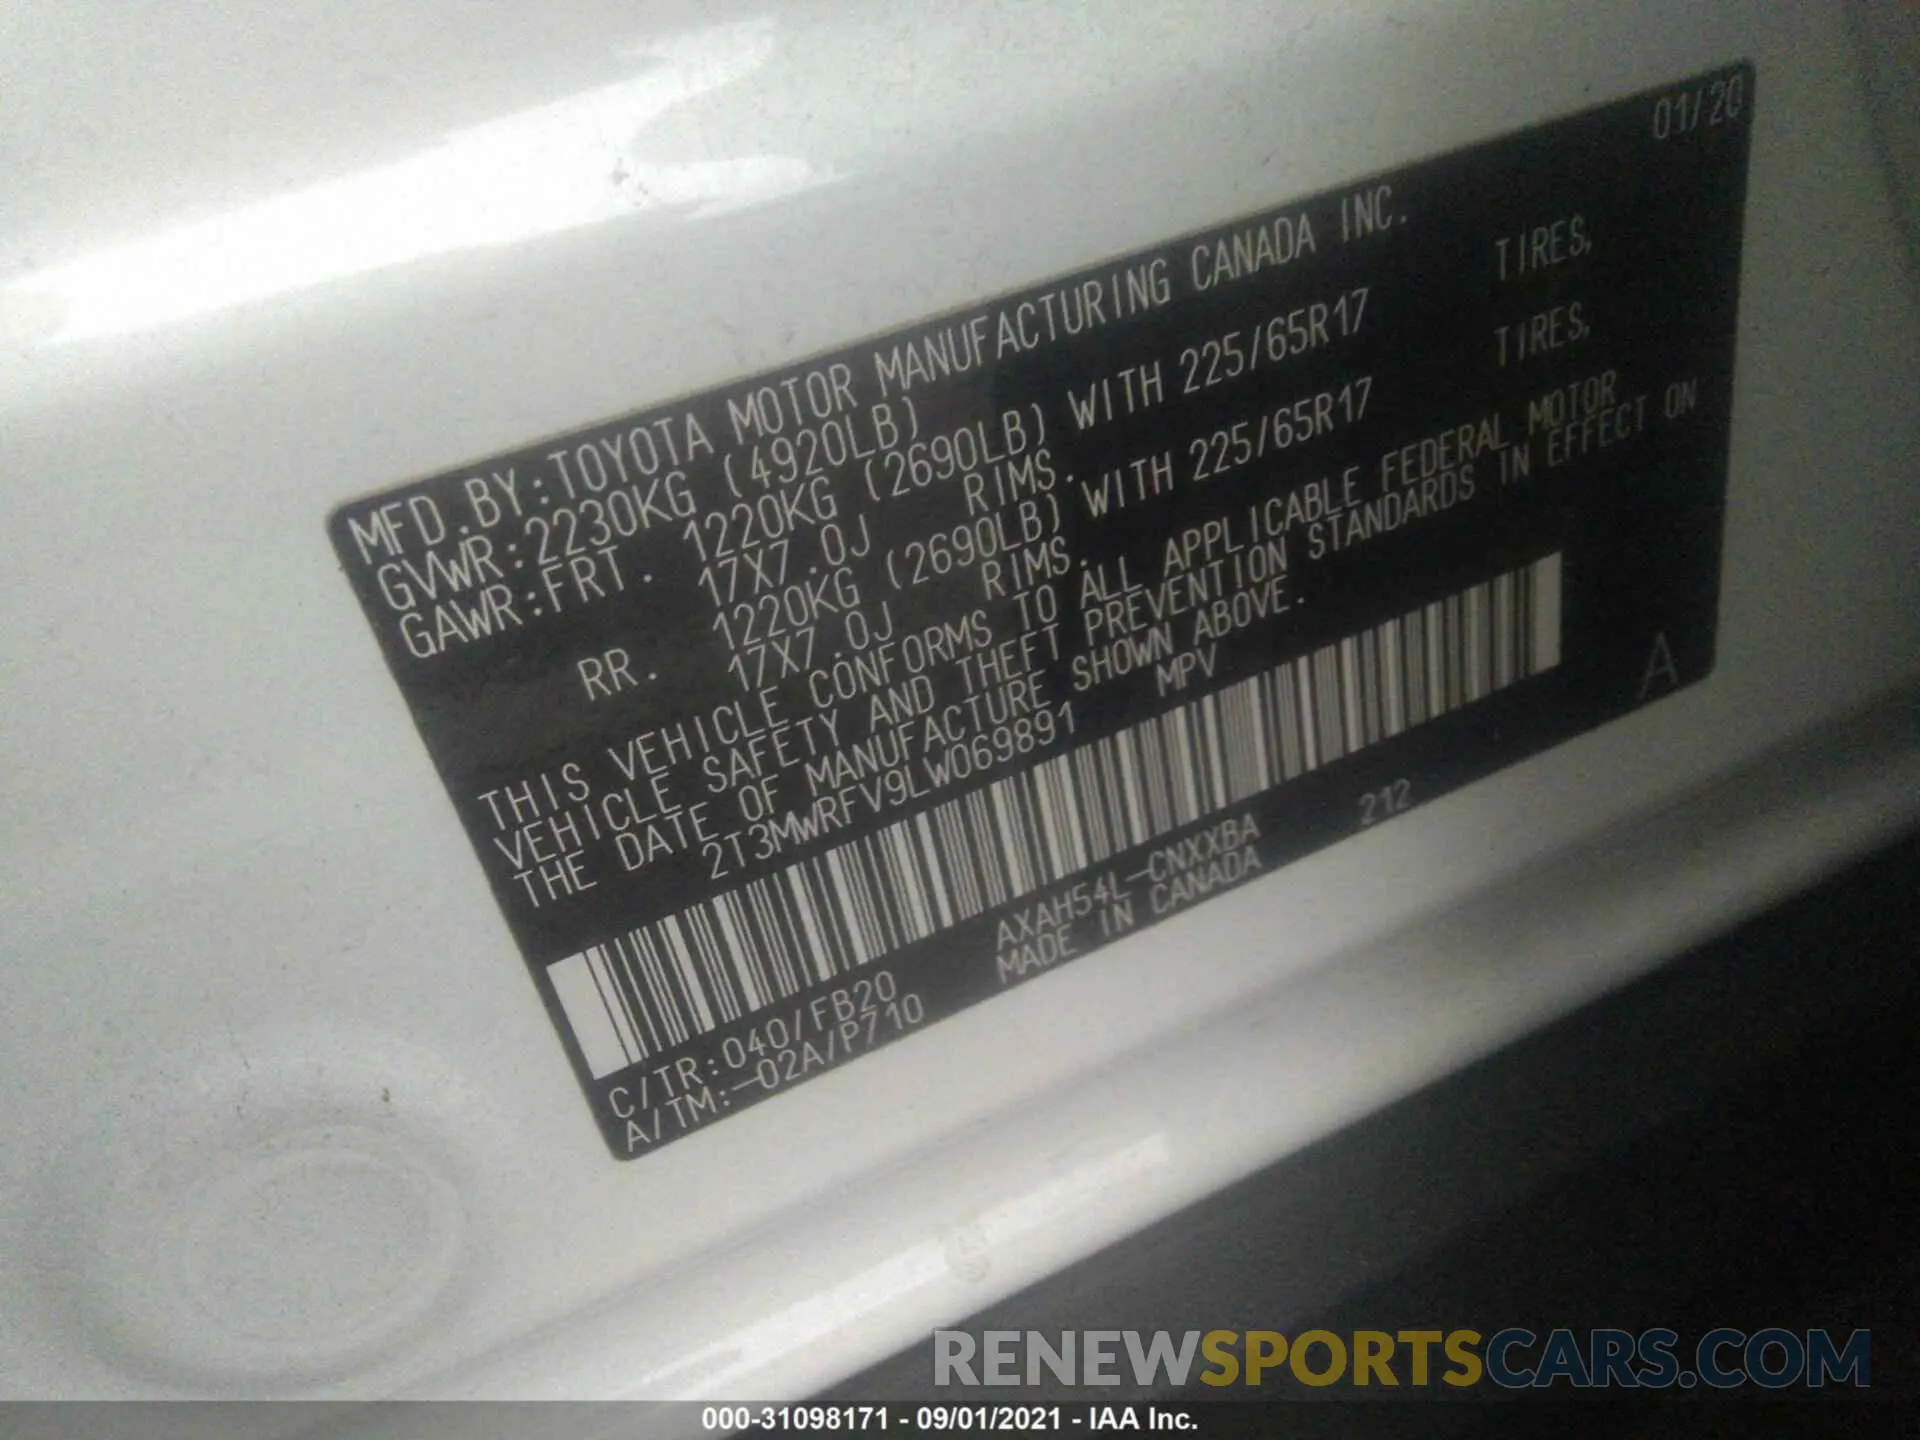 01/20
MFD.BY:TOYOTA MOTOR MANUFACTURING CANADA INC.
GVWR:2230KG (4920LB)
GAWR:FRT. 1220KG (2690LB) WITH 225/65R17 TIRES,
17X7.0J RIMS.
RR. 1220KG (2690LB) WITH 225/65R17 TIRES,
17X7.0J RIMS.
THIS VEHICLE CONFORMS TO ALL APPLICABLE FEDERAL MOTOR
VEHICLE SAFETY AND THEFT PREVENTION STANDARDS IN EFFECT ON
THE DATE OF MANUFACTURE SHOWN ABOVE.
2T3MWRFV9LW069891 MPV
A
C/TR:040/FB20 AXAH54L-CNXXBA 212
A/TM:-02A/P710 MADE IN CANADA
RENEWSPORTSCARS.COM
000-31098171 - 09/01/2021 - IAA Inc.